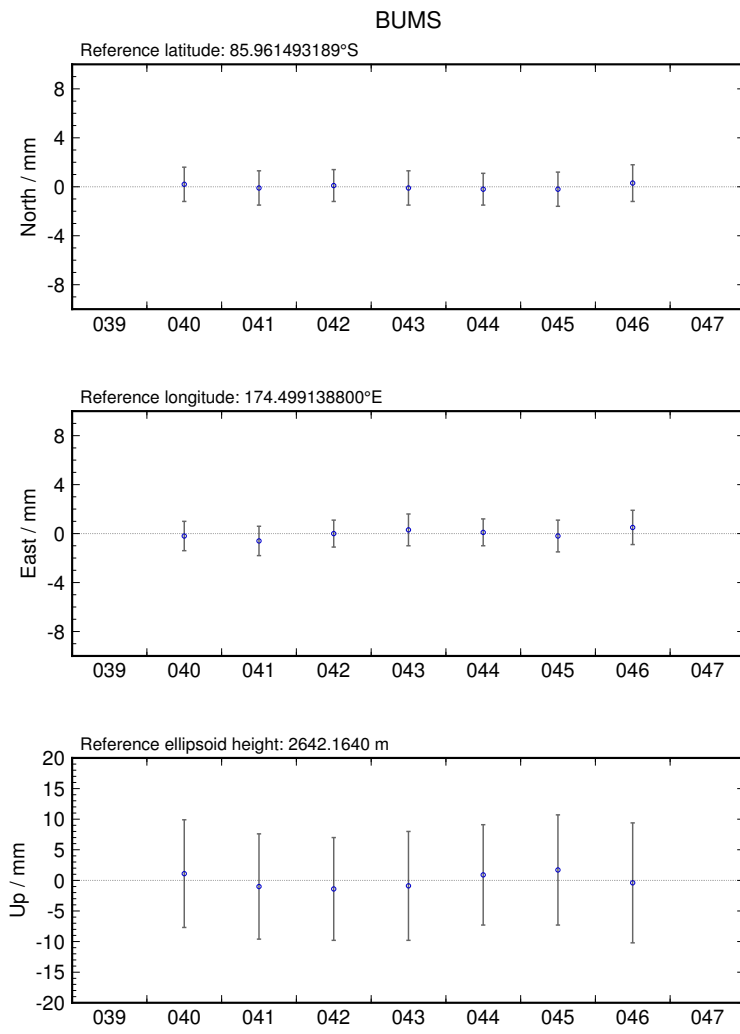 BUMS
Reference latitude: 85.961493189°S
8
4
0
-4
-8
North / mm
039 040 041 042 043 044 045 046 047
Reference longitude: 174.499138800°E
8
4
0
-4
-8
East / mm
039 040 041 042 043 044 045 046 047
Reference ellipsoid height: 2642.1640 m
20
15
10
5
0
-5
-10
-15
-20
Up / mm
039 040 041 042 043 044 045 046 047